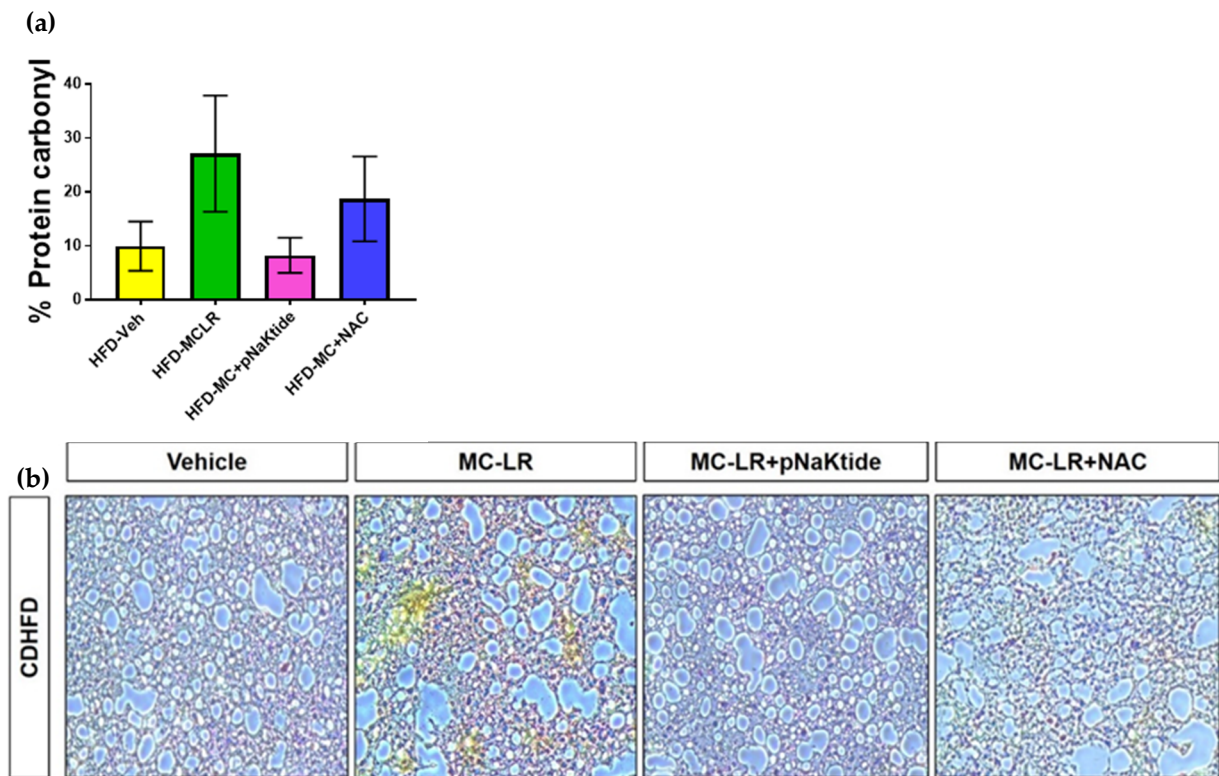 (a)
% Protein carbonyl
40
30
20
10
0
HFD-Veh
HFD-MCLR
HFD-MC+pNaKtide
HFD-MC+NAC
(b)
Vehicle
MC-LR
MC-LR+pNaKtide
MC-LR+NAC
CDHFD